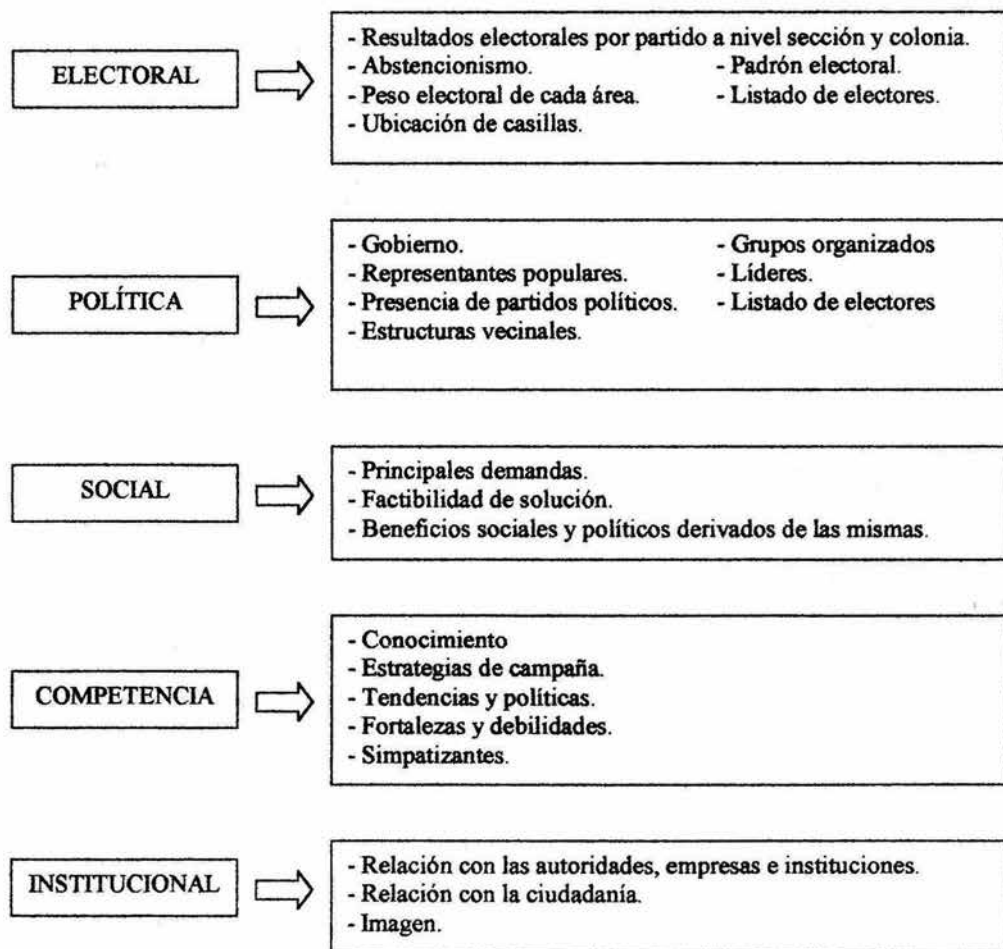 ELECTORAL
- Resultados electorales por partido a nivel sección y colonia.
- Abstencionismo. - Padrón electoral.
- Peso electoral de cada área. - Listado de electores.
- Ubicación de casillas.
POLÍTICA
- Gobierno. - Grupos organizados
- Representantes populares. - Líderes.
- Presencia de partidos políticos. - Listado de electores
- Estructuras vecinales.
SOCIAL
- Principales demandas.
- Factibilidad de solución.
- Beneficios sociales y políticos derivados de las mismas.
COMPETENCIA
- Conocimiento
- Estrategias de campaña.
- Tendencias y políticas.
- Fortalezas y debilidades.
- Simpatizantes.
INSTITUCIONAL
- Relación con las autoridades, empresas e instituciones.
- Relación con la ciudadanía.
- Imagen.